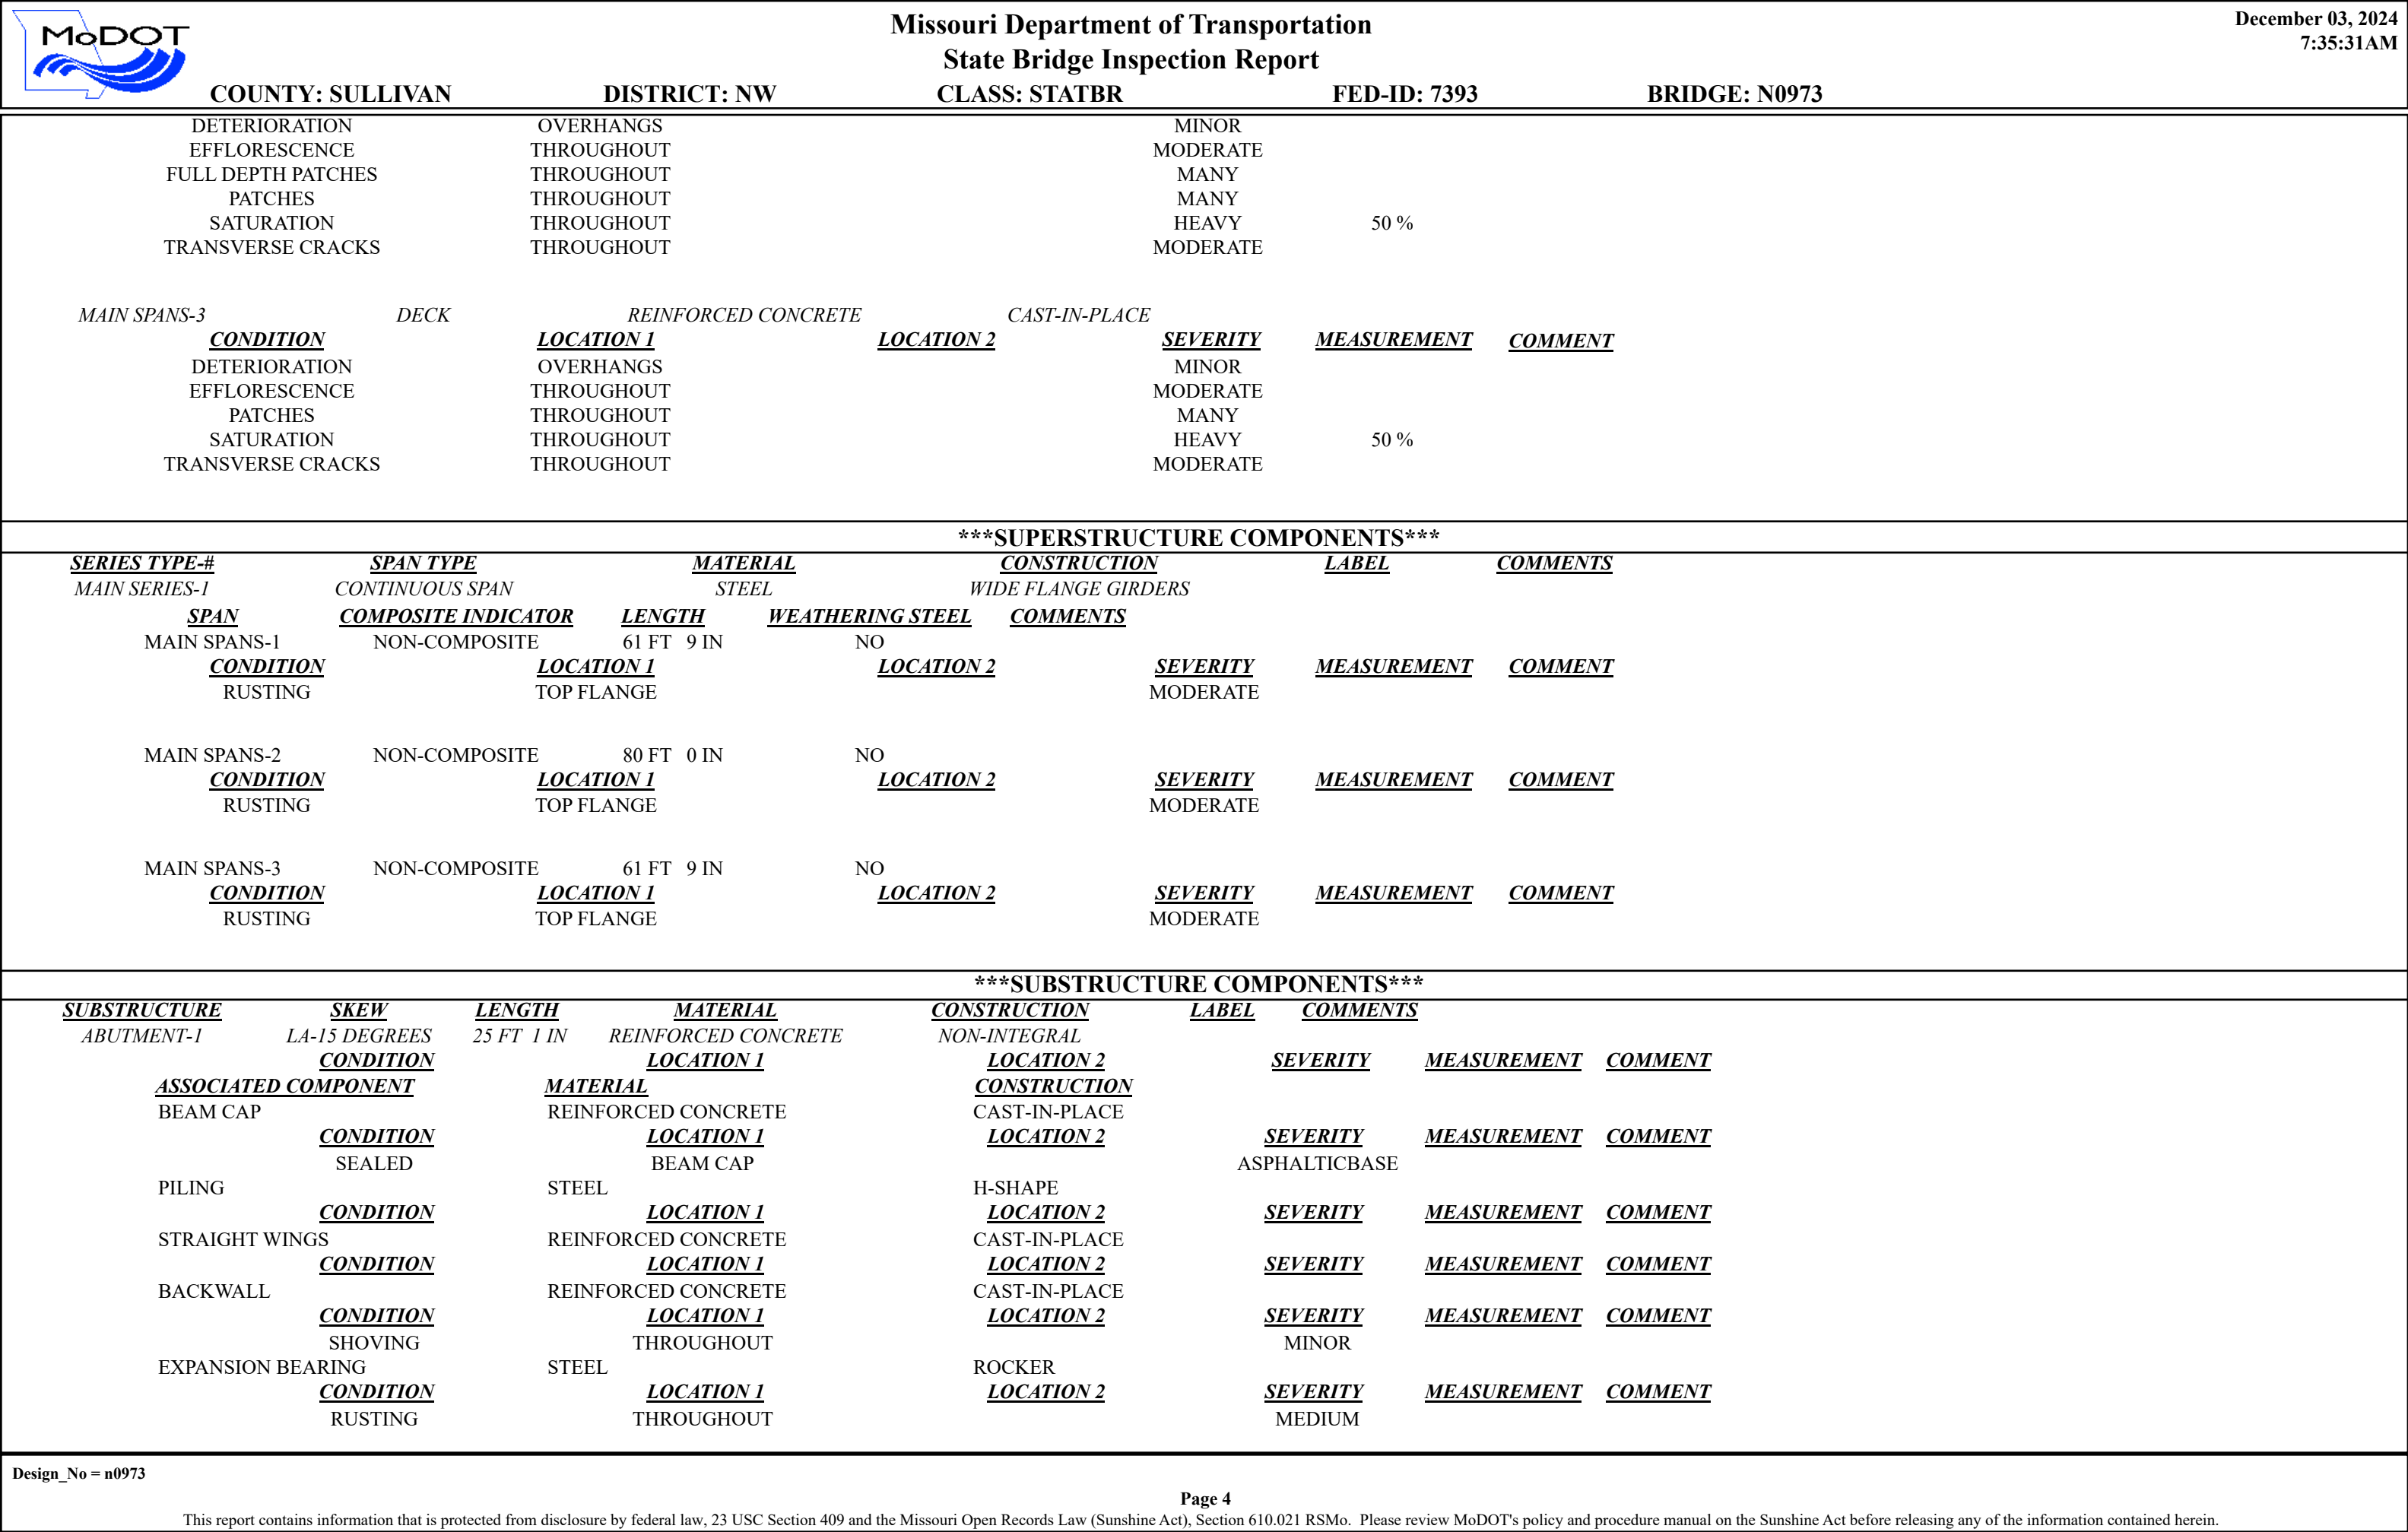 MoDOT
Missouri Department of Transportation
State Bridge Inspection Report
December 03, 2024
7:35:31AM
COUNTY: SULLIVAN DISTRICT: NW CLASS: STATBR FED-ID: 7393 BRIDGE: N0973
DETERIORATION OVERHANGS MINOR
EFFLORESCENCE THROUGHOUT MODERATE
FULL DEPTH PATCHES THROUGHOUT MANY
PATCHES THROUGHOUT MANY
SATURATION THROUGHOUT HEAVY 50 %
TRANSVERSE CRACKS THROUGHOUT MODERATE
MAIN SPANS-3 DECK REINFORCED CONCRETE CAST-IN-PLACE
CONDITION LOCATION 1 LOCATION 2 SEVERITY MEASUREMENT COMMENT
DETERIORATION OVERHANGS MINOR
EFFLORESCENCE THROUGHOUT MODERATE
PATCHES THROUGHOUT MANY
SATURATION THROUGHOUT HEAVY 50 %
TRANSVERSE CRACKS THROUGHOUT MODERATE
***SUPERSTRUCTURE COMPONENTS***
SERIES TYPE-# SPAN TYPE MATERIAL CONSTRUCTION LABEL COMMENTS
MAIN SERIES-1 CONTINUOUS SPAN STEEL WIDE FLANGE GIRDERS
SPAN COMPOSITE INDICATOR LENGTH WEATHERING STEEL COMMENTS
MAIN SPANS-1 NON-COMPOSITE 61 FT 9 IN NO
CONDITION LOCATION 1 LOCATION 2 SEVERITY MEASUREMENT COMMENT
RUSTING TOP FLANGE MODERATE
MAIN SPANS-2 NON-COMPOSITE 80 FT 0 IN NO
CONDITION LOCATION 1 LOCATION 2 SEVERITY MEASUREMENT COMMENT
RUSTING TOP FLANGE MODERATE
MAIN SPANS-3 NON-COMPOSITE 61 FT 9 IN NO
CONDITION LOCATION 1 LOCATION 2 SEVERITY MEASUREMENT COMMENT
RUSTING TOP FLANGE MODERATE
***SUBSTRUCTURE COMPONENTS***
SUBSTRUCTURE SKEW LENGTH MATERIAL CONSTRUCTION LABEL COMMENTS
ABUTMENT-1 LA-15 DEGREES 25 FT 1 IN REINFORCED CONCRETE NON-INTEGRAL
CONDITION LOCATION 1 LOCATION 2 SEVERITY MEASUREMENT COMMENT
ASSOCIATED COMPONENT MATERIAL CONSTRUCTION
BEAM CAP REINFORCED CONCRETE CAST-IN-PLACE
CONDITION LOCATION 1 LOCATION 2 SEVERITY MEASUREMENT COMMENT
SEALED BEAM CAP ASPHALTICBASE
PILING STEEL H-SHAPE
CONDITION LOCATION 1 LOCATION 2 SEVERITY MEASUREMENT COMMENT
STRAIGHT WINGS REINFORCED CONCRETE CAST-IN-PLACE
CONDITION LOCATION 1 LOCATION 2 SEVERITY MEASUREMENT COMMENT
BACKWALL REINFORCED CONCRETE CAST-IN-PLACE
CONDITION LOCATION 1 LOCATION 2 SEVERITY MEASUREMENT COMMENT
SHOVING THROUGHOUT MINOR
EXPANSION BEARING STEEL ROCKER
CONDITION LOCATION 1 LOCATION 2 SEVERITY MEASUREMENT COMMENT
RUSTING THROUGHOUT MEDIUM
Design_No = n0973
Page 4
This report contains information that is protected from disclosure by federal law, 23 USC Section 409 and the Missouri Open Records Law (Sunshine Act), Section 610.021 RSMo. Please review MoDOT's policy and procedure manual on the Sunshine Act before releasing any of the information contained herein.